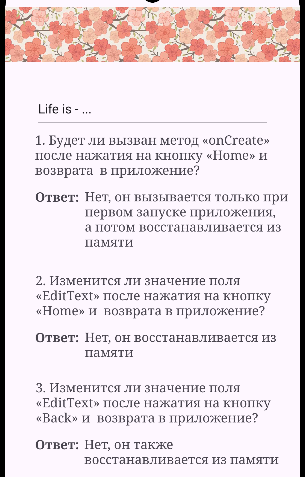 Life is - ...
1. Будет ли вызван метод «onCreate»
после нажатия на кнопку «Home» и
возврата в приложение?
Ответ: Нет, он вызывается только при
первом запуске приложения,
а потом восстанавливается из
памяти
2. Изменится ли значение поля
«EditText» после нажатия на кнопку
«Home» и возврата в приложение?
Ответ: Нет, он восстанавливается из
памяти
3. Изменится ли значение поля
«EditText» после нажатия на кнопку
«Back» и возврата в приложение?
Ответ: Нет, он также
восстанавливается из памяти